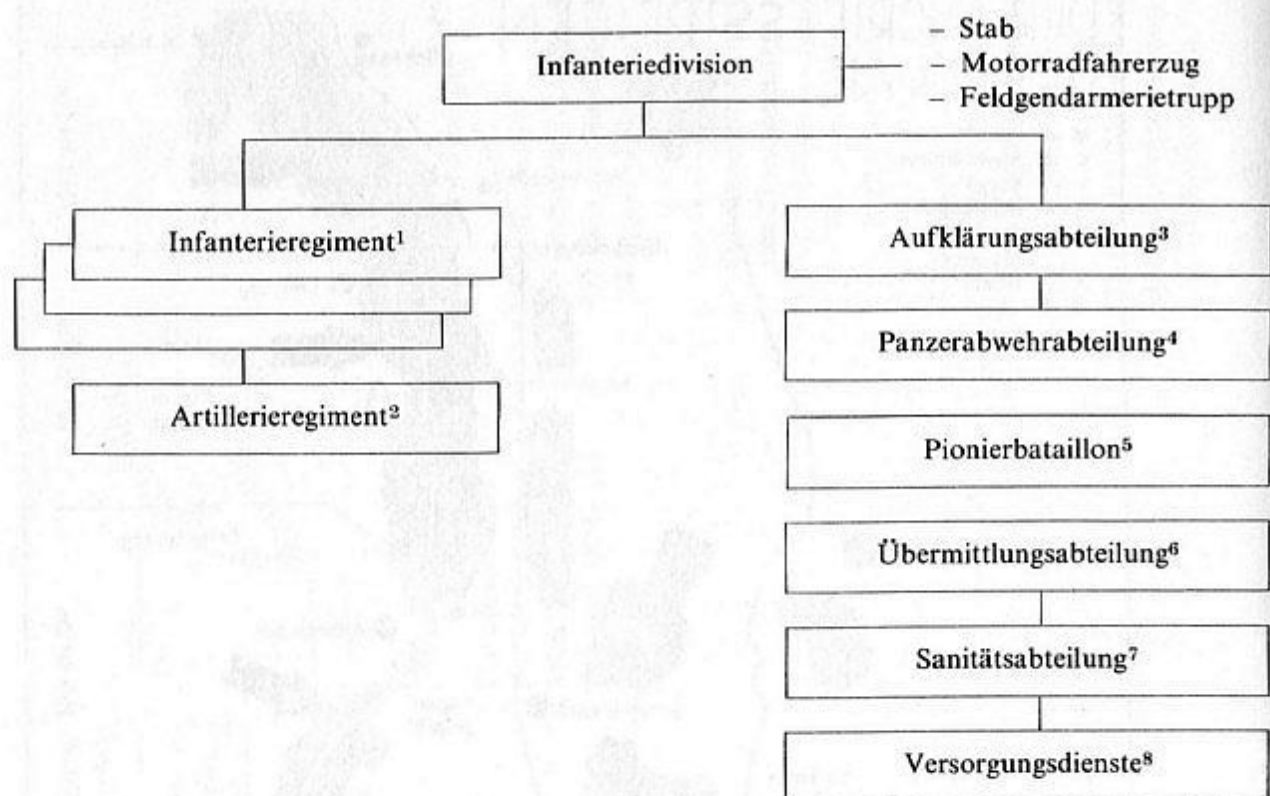 Infanteriedivision
– Stab
– Motorradfahrerzug
– Feldgendarmerietrupp
Infanterieregiment¹
Artillerieregiment²
Aufklärungsabteilung³
Panzerabwehrabteilung⁴
Pionierbataillon⁵
Übermittlungsabteilung⁶
Sanitätsabteilung⁷
Versorgungsdienste⁸